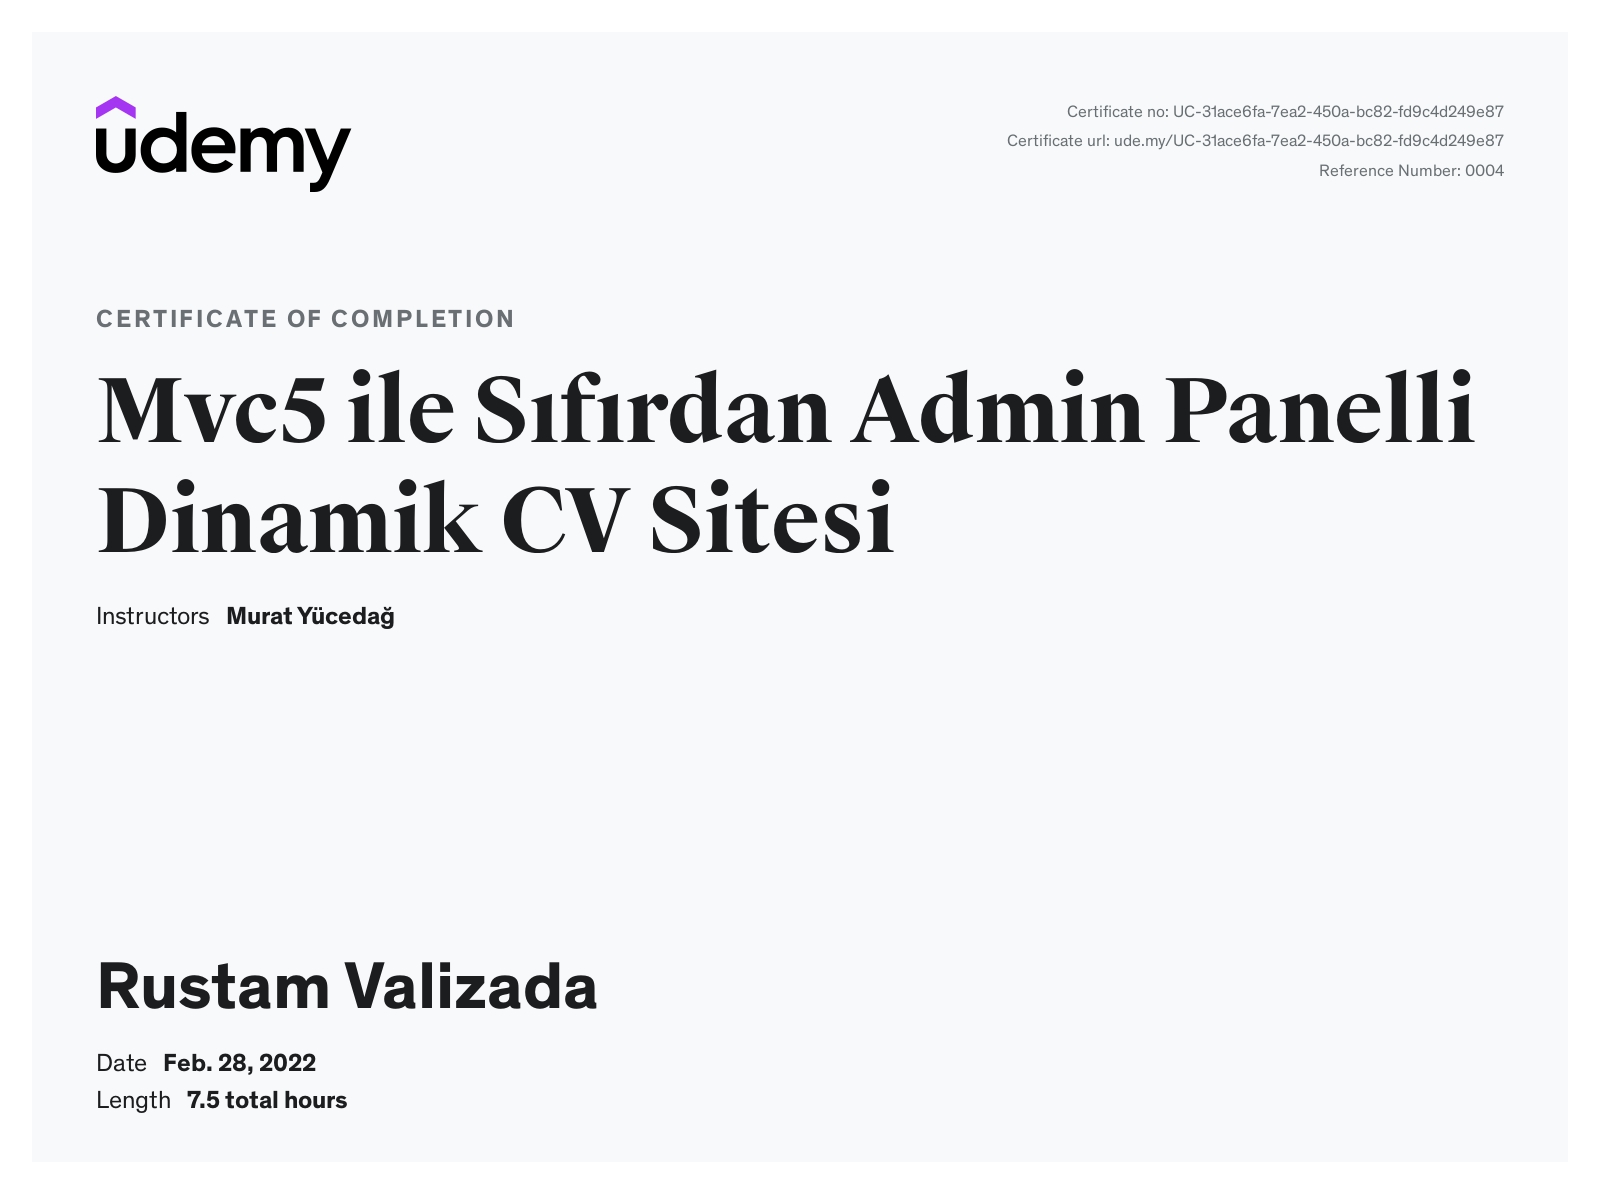 udemy
Certificate no: UC-31ace6fa-7ea2-450a-bc82-fd9c4d249e87
Certificate url: ude.my/UC-31ace6fa-7ea2-450a-bc82-fd9c4d249e87
Reference Number: 0004
CERTIFICATE OF COMPLETION
Mvc5 ile Sıfırdan Admin Panelli
Dinamik CV Sitesi
Instructors Murat Yücedağ
Rustam Valizada
Date Feb. 28, 2022
Length 7.5 total hours